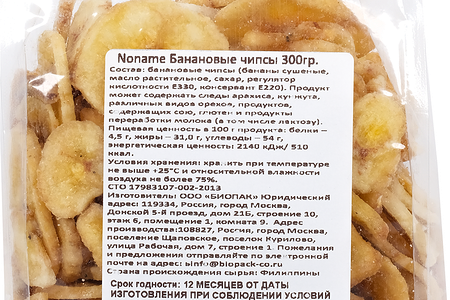 Noname Банановые чипсы 300гр.
Состав: банановые чипсы (бананы сушеные,
масло растительное, сахар, регулятор
кислотности Е330, консервант Е220). Продукт
может содержать следы арахиса, кунжута,
различных видов орехов, продуктов,
содержащих сою, глютен и продукты
переработки молока (в том числе лактозу).
Пищевая ценность в 100 г продукта: белки –
4,5 г, жиры – 31,0 г, углеводы – 54 г,
энергетическая ценность: 2140 кДж/ 510
ккал.
Условия хранения: хранить при температуре
не выше +25°С и относительной влажности
воздуха не более 75%.
СТО 17983107-002-2013
Изготовитель: ООО «БИОПАК» Юридический
адрес: 119334, Россия, город Москва,
Донской 5-й проезд, дом 21Б, строение 10,
этаж 6, помещение 1, комната 9. Адрес
производства:108827, Россия, город Москва,
поселение Щаповское, поселок Курилово,
улица Рабочая, дом 7, строение 1. Пожелания
и предложения отправляйте по электронной
почте на адрес: info@biopack-co.ru
Страна происхождения сырья: Филиппины
Срок годности: 12 МЕСЯЦЕВ ОТ ДАТЫ
ИЗГОТОВЛЕНИЯ ПРИ СОБЛЮДЕНИИ УСЛОВИЙ